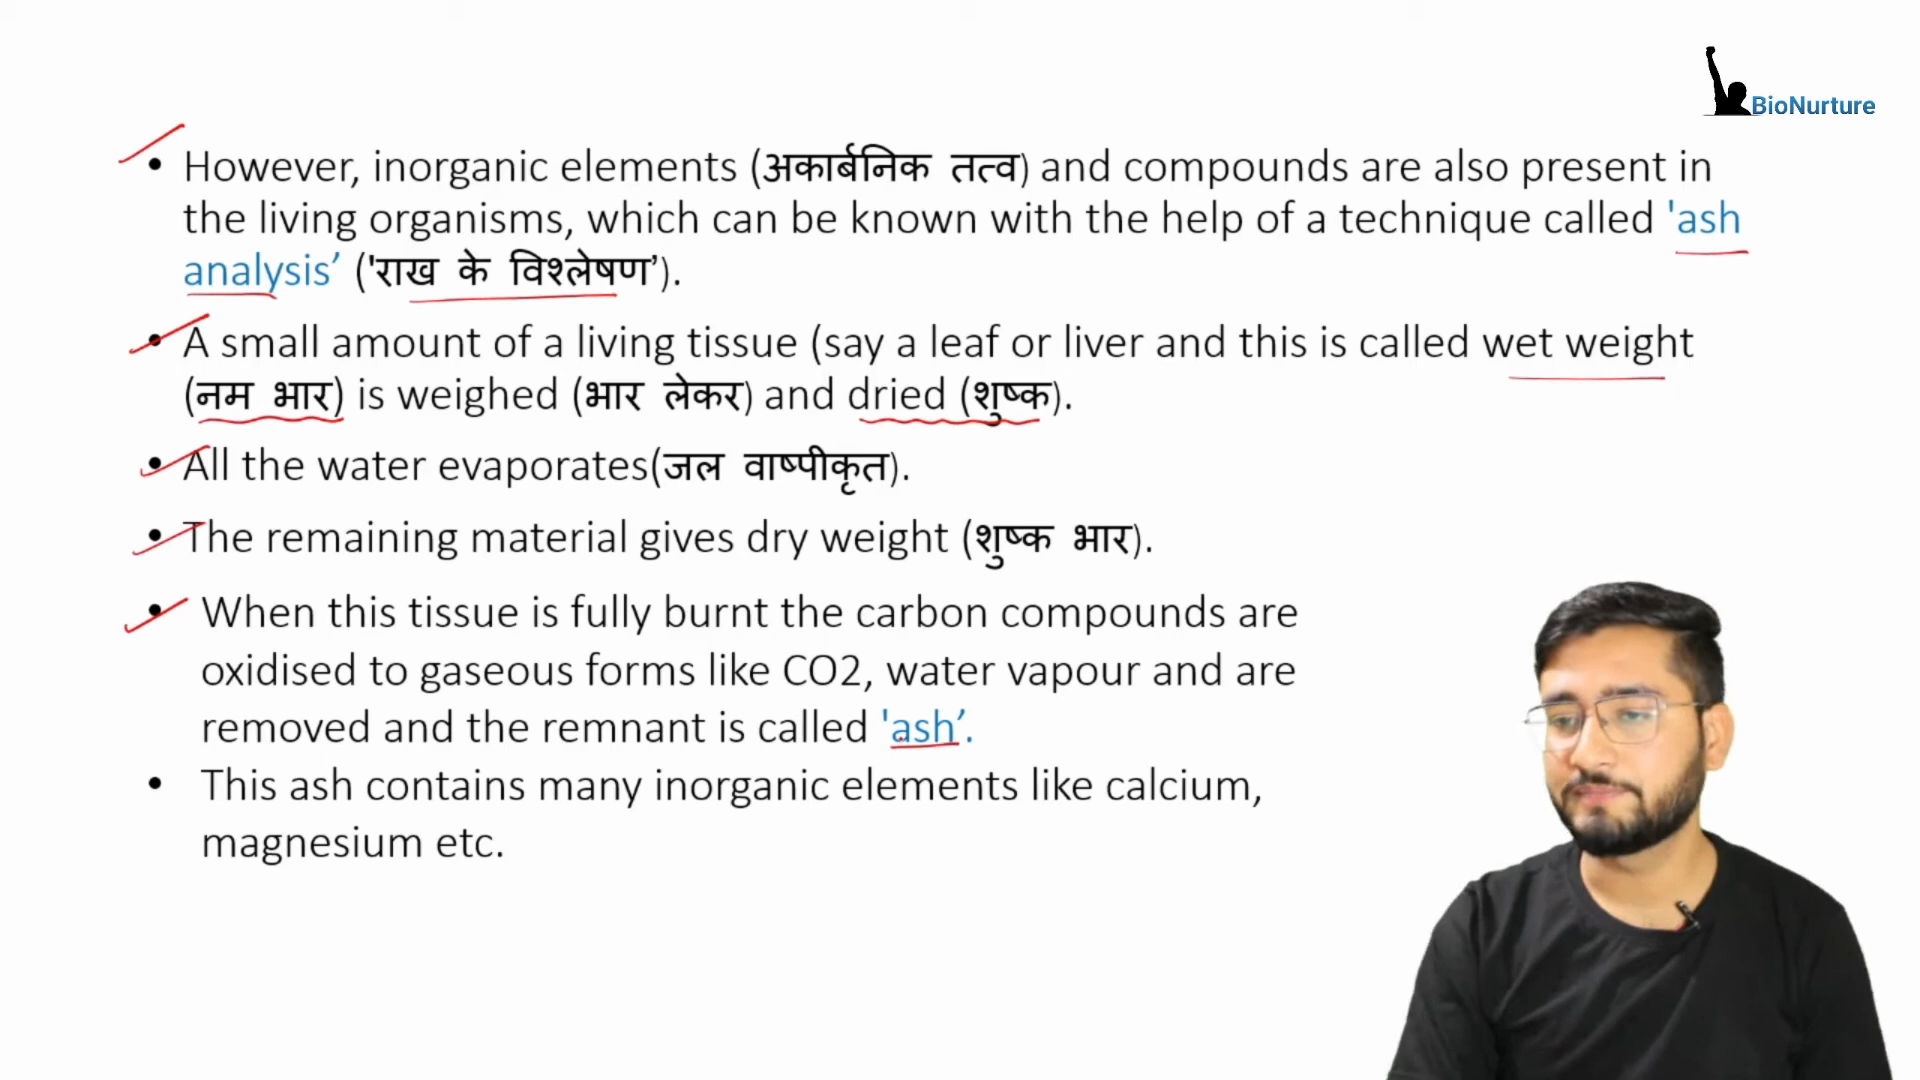 BioNurture
• However, inorganic elements (अकार्बनिक तत्व) and compounds are also present in
the living organisms, which can be known with the help of a technique called 'ash
analysis’ ('राख के विश्लेषण’).
• A small amount of a living tissue (say a leaf or liver and this is called wet weight
(नम भार) is weighed (भार लेकर) and dried (शुष्क).
• All the water evaporates(जल वाष्पीकृत).
• The remaining material gives dry weight (शुष्क भार).
• When this tissue is fully burnt the carbon compounds are
oxidised to gaseous forms like CO2, water vapour and are
removed and the remnant is called 'ash’.
• This ash contains many inorganic elements like calcium,
magnesium etc.